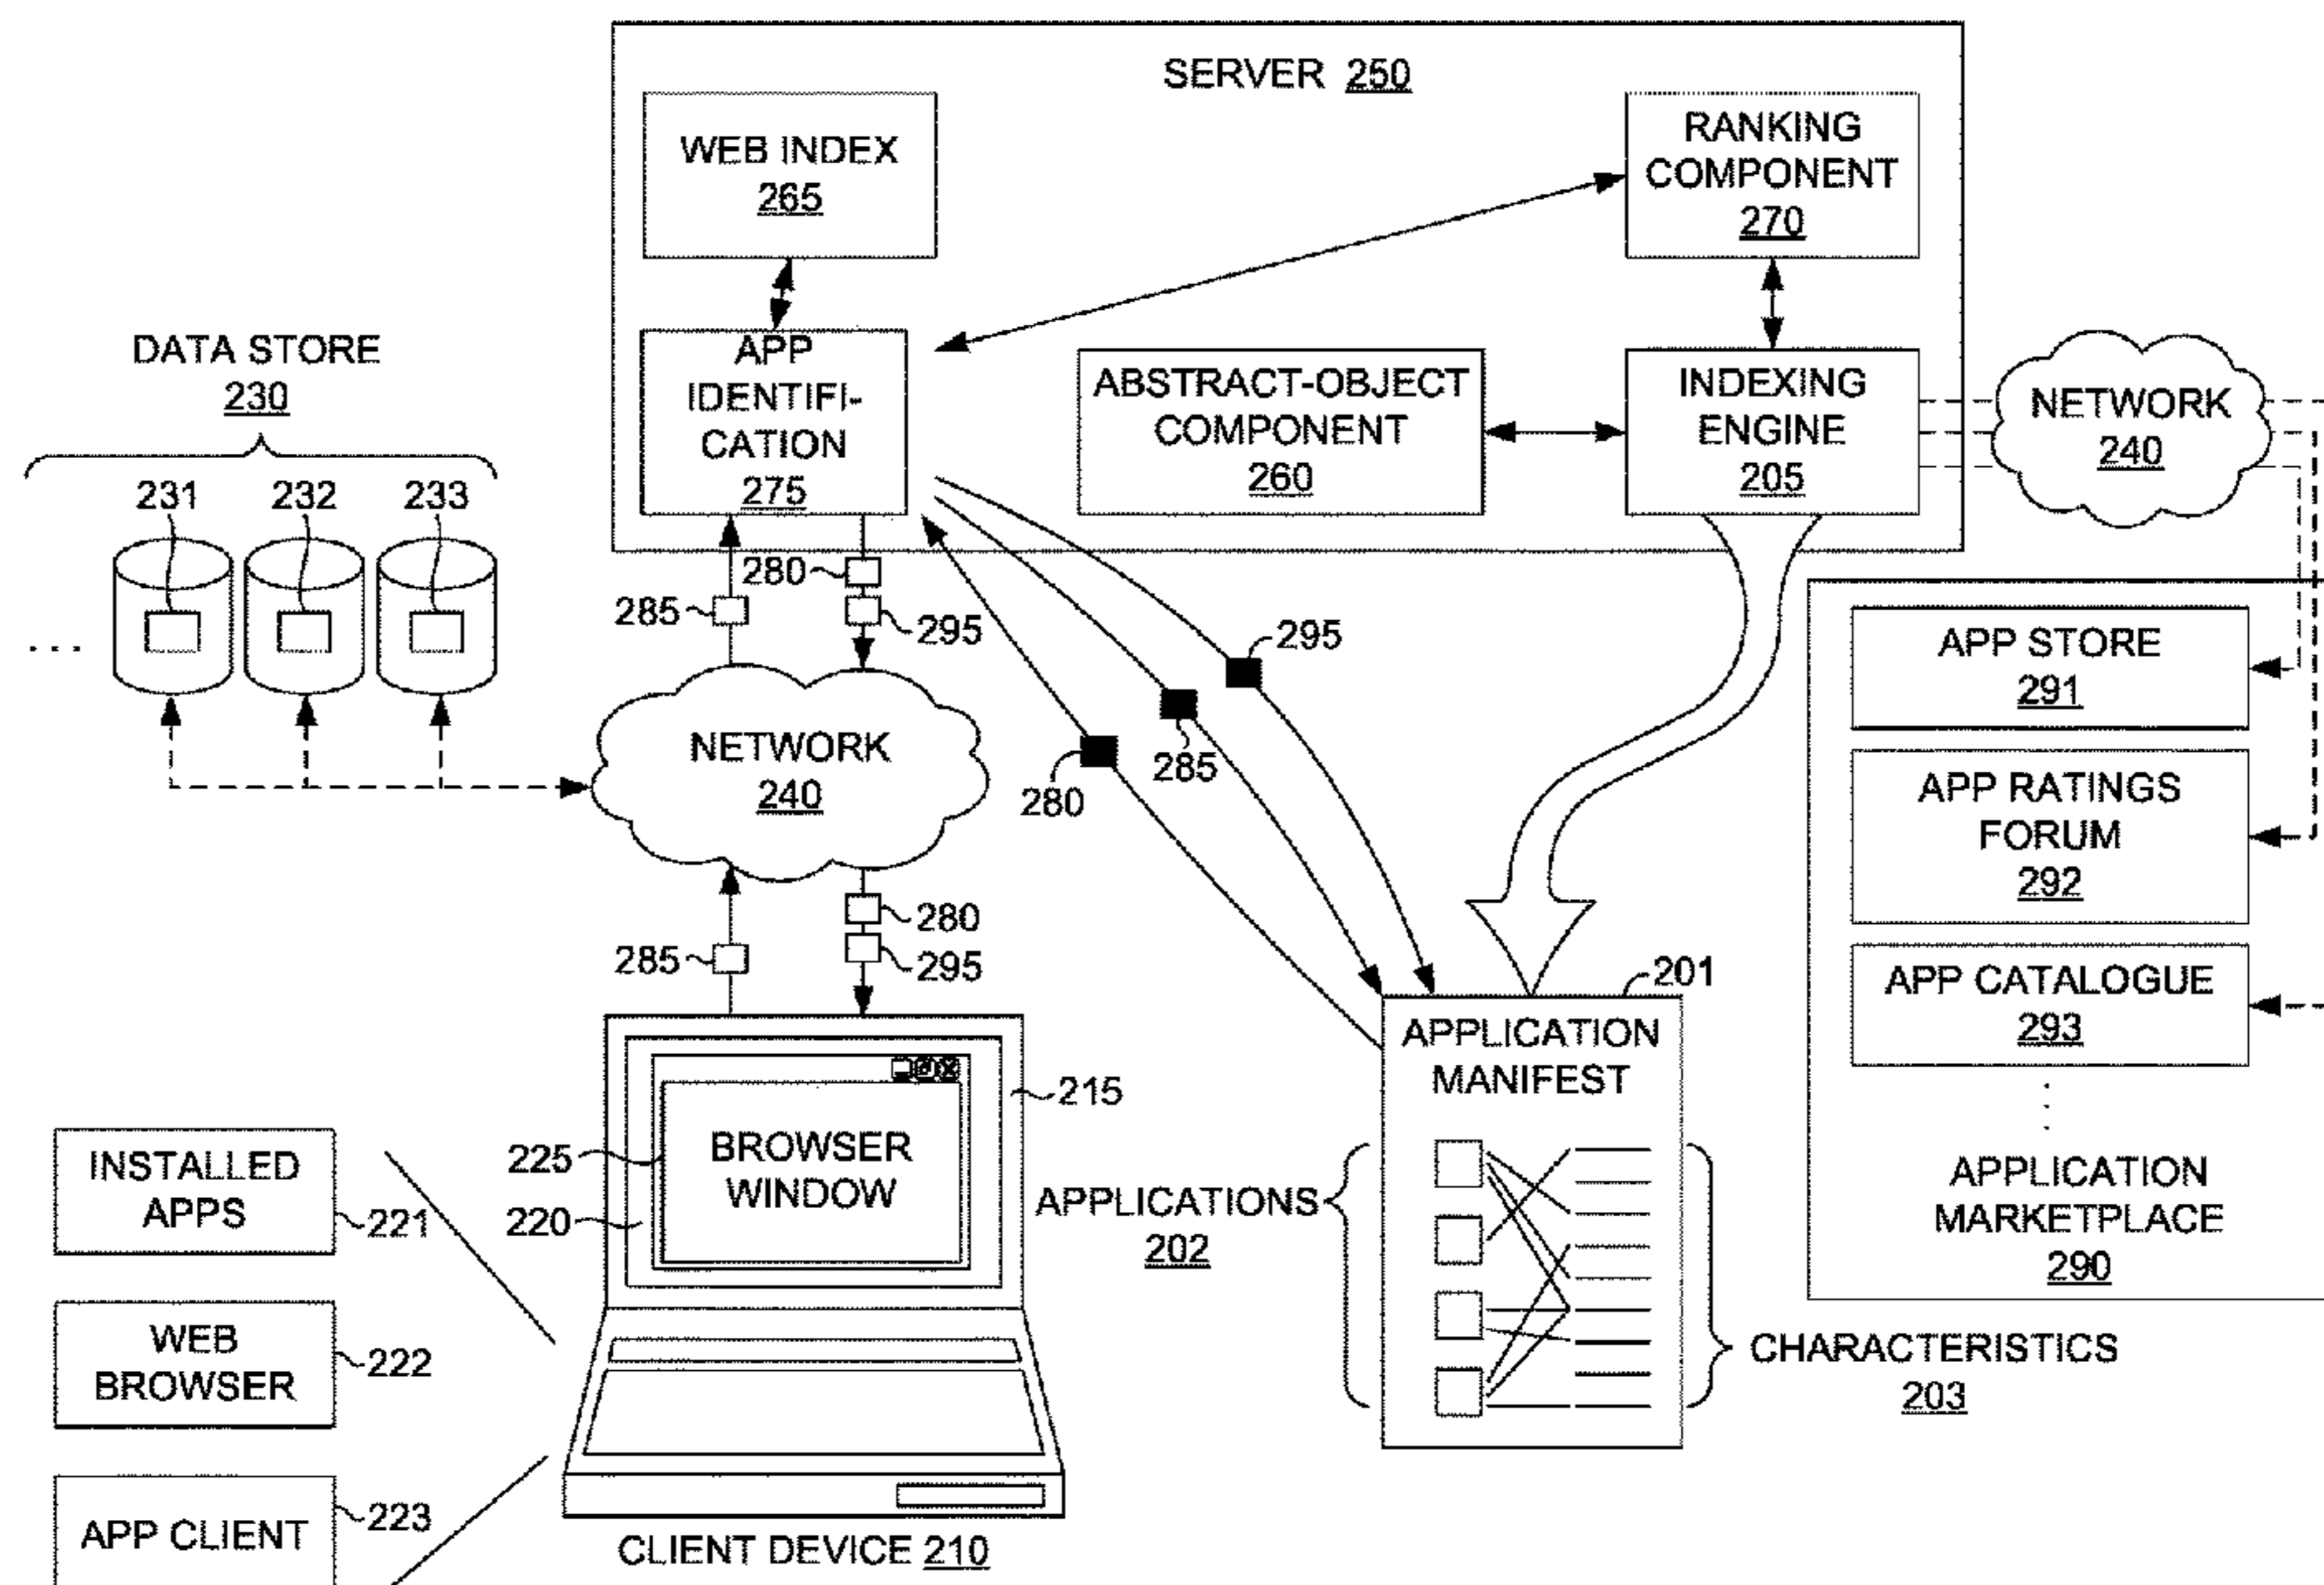 SERVER 250
WEB INDEX
265
RANKING
COMPONENT
270
DATA STORE
230
231
232
233
...
APP
IDENTIFI-
CATION
275
ABSTRACT-OBJECT
COMPONENT
260
INDEXING
ENGINE
205
NETWORK
240
280
285
295
295
285
280
NETWORK
240
280
285
295
APP STORE
291
APP RATINGS
FORUM
292
APP CATALOGUE
293
APPLICATION
MARKETPLACE
290
201
APPLICATION
MANIFEST
APPLICATIONS
202
CHARACTERISTICS
203
215
BROWSER
WINDOW
225
220
INSTALLED
APPS
221
WEB
BROWSER
222
APP CLIENT
223
CLIENT DEVICE 210